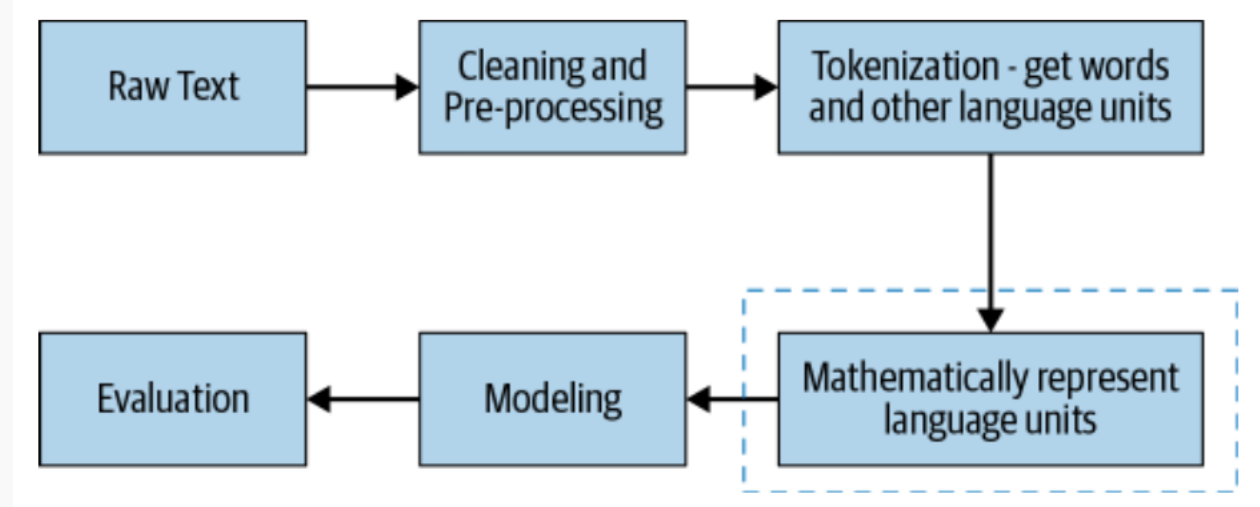 Raw Text
Cleaning and
Pre-processing
Tokenization - get words
and other language units
Mathematically represent
language units
Modeling
Evaluation